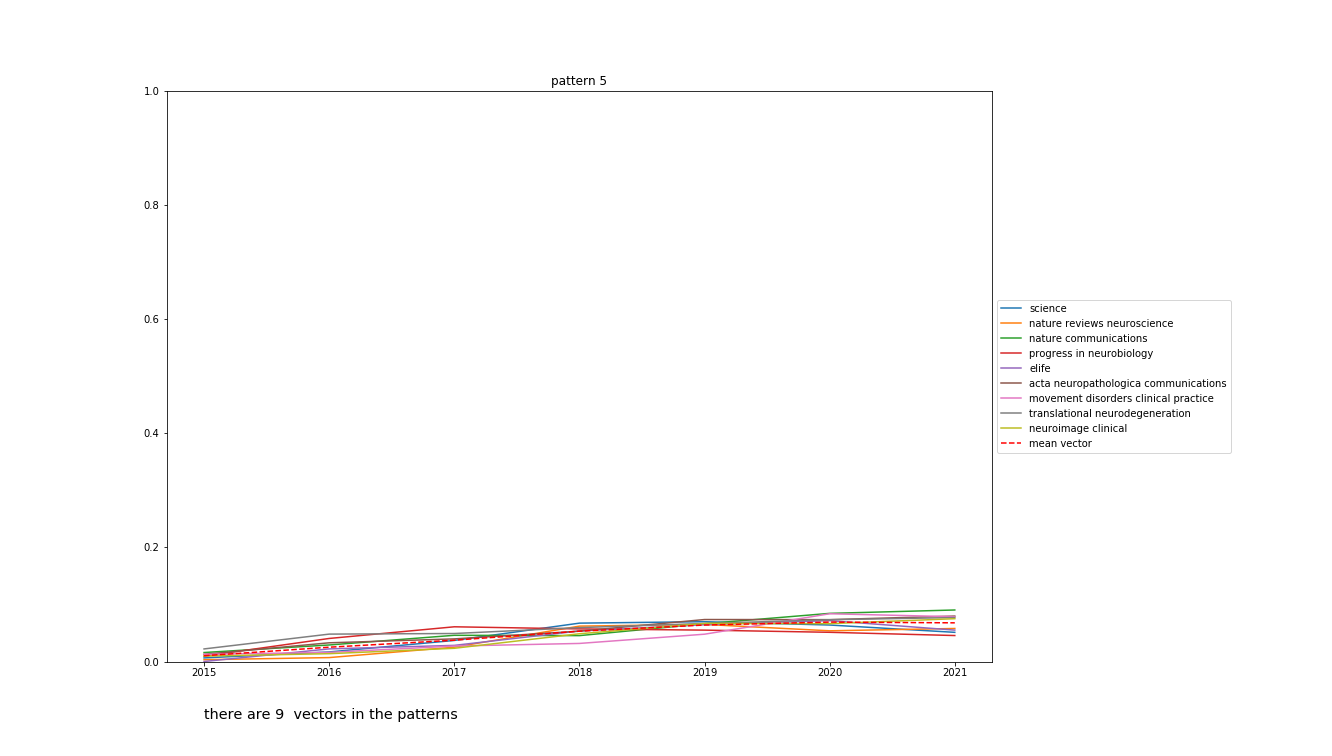 pattern 5
1.0
0.8
0.6
0.4
0.2
0.0
2015 2016 2017 2018 2019 2020 2021
science
nature reviews neuroscience
nature communications
progress in neurobiology
elife
acta neuropathologica communications
movement disorders clinical practice
translational neurodegeneration
neuroimage clinical
mean vector
there are 9  vectors in the patterns